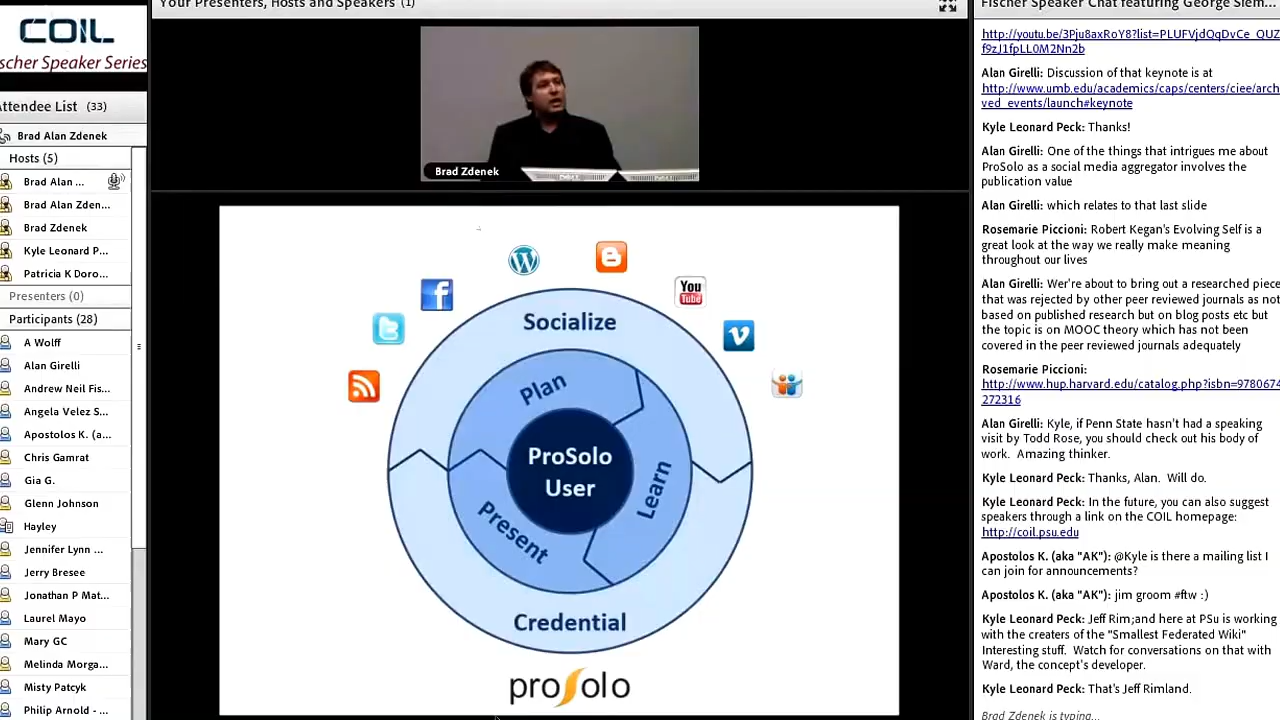 COIL
scher Speaker Series
Attendee List (33)
Brad Alan Zdenek
Hosts (5)
Brad Alan ...
Brad Alan Zden...
Brad Zdenek
Kyle Leonard P...
Patricia K Doro...
Presenters (0)
Participants (28)
A Wolff
Alan Girelli
Andrew Neil Fis...
Angela Velez S...
Apostolos K. (a...
Chris Gamrat
Gia G.
Glenn Johnson
Hayley
Jennifer Lynn ...
Jerry Bresee
Jonathan P Mat...
Laurel Mayo
Mary GC
Melinda Morga...
Misty Patcyk
Philip Arnold - ...
Your Presenters, Hosts and Speakers (1)
Brad Zdenek
You
Tube
Socialize
Plan
ProSolo
User
Learn
Present
Credential
prosolo
Fischer Speaker Chat featuring George Siem...
http://youtu.be/3Pju8axRoY8?list=PLUFVjdQqDvCe_QUZ
f9zJ1fpLL0M2Nn2b
Alan Girelli: Discussion of that keynote is at
http://www.umb.edu/academics/caps/centers/ciee/arch
ved_events/launch#keynote
Kyle Leonard Peck: Thanks!
Alan Girelli: One of the things that intrigues me about
ProSolo as a social media aggregator involves the
publication value
Alan Girelli: which relates to that last slide
Rosemarie Piccioni: Robert Kegan's Evolving Self is a
great look at the way we really make meaning
throughout our lives
Alan Girelli: Wer're about to bring out a researched piece
that was rejected by other peer reviewed journals as not
based on published research but on blog posts etc but
the topic is on MOOC theory which has not been
covered in the peer reviewed journals adequately
Rosemarie Piccioni:
http://www.hup.harvard.edu/catalog.php?isbn=9780674
272316
Alan Girelli: Kyle, if Penn State hasn't had a speaking
visit by Todd Rose, you should check out his body of
work. Amazing thinker.
Kyle Leonard Peck: Thanks, Alan. Will do.
Kyle Leonard Peck: In the future, you can also suggest
speakers through a link on the COIL homepage:
http://coil.psu.edu
Apostolos K. (aka "AK"): @Kyle is there a mailing list I
can join for announcements?
Apostolos K. (aka "AK"): jim groom #ftw :)
Kyle Leonard Peck: Jeff Rim;and here at PSu is working
with the creators of the "Smallest Federated Wiki"
Interesting stuff. Watch for conversations on that with
Ward, the concept's developer.
Kyle Leonard Peck: That's Jeff Rimland.
Brad Zdenek is typing...